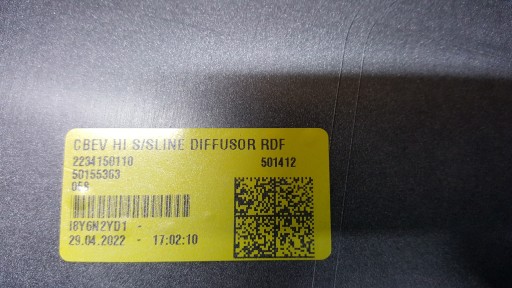 CBEV HI S/SLINE DIFFUSOR RDF
2234150110 501412
50155363
058
I8Y6N2YD1 -
29.04.2022 - 17:02:10